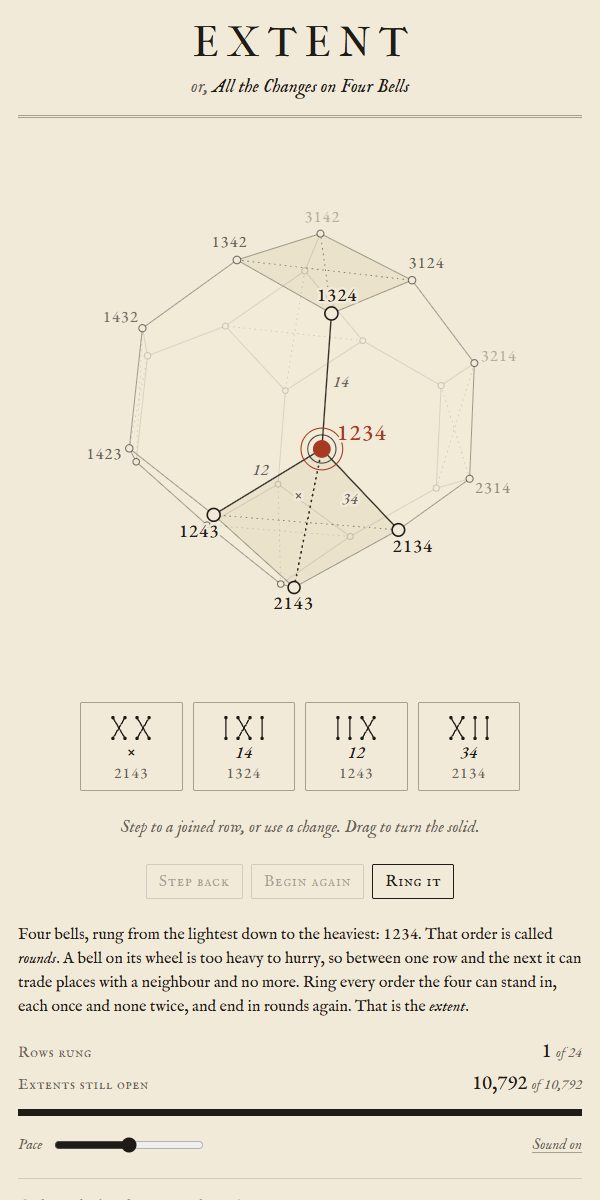 EXTENT
or, All the Changes on Four Bells
3142
1342
3124
1324
1432
3214
14
1234
1423
12
×
34
2314
1243
2134
2143
× 14 12 34
2143 1324 1243 2134
Step to a joined row, or use a change. Drag to turn the solid.
Step back Begin again Ring it
Four bells, rung from the lightest down to the heaviest: 1234. That order is called
rounds. A bell on its wheel is too heavy to hurry, so between one row and the next it can
trade places with a neighbour and no more. Ring every order the four can stand in,
each once and none twice, and end in rounds again. That is the extent.
Rows rung 1 of 24
Extents still open 10,792 of 10,792
Pace Sound on